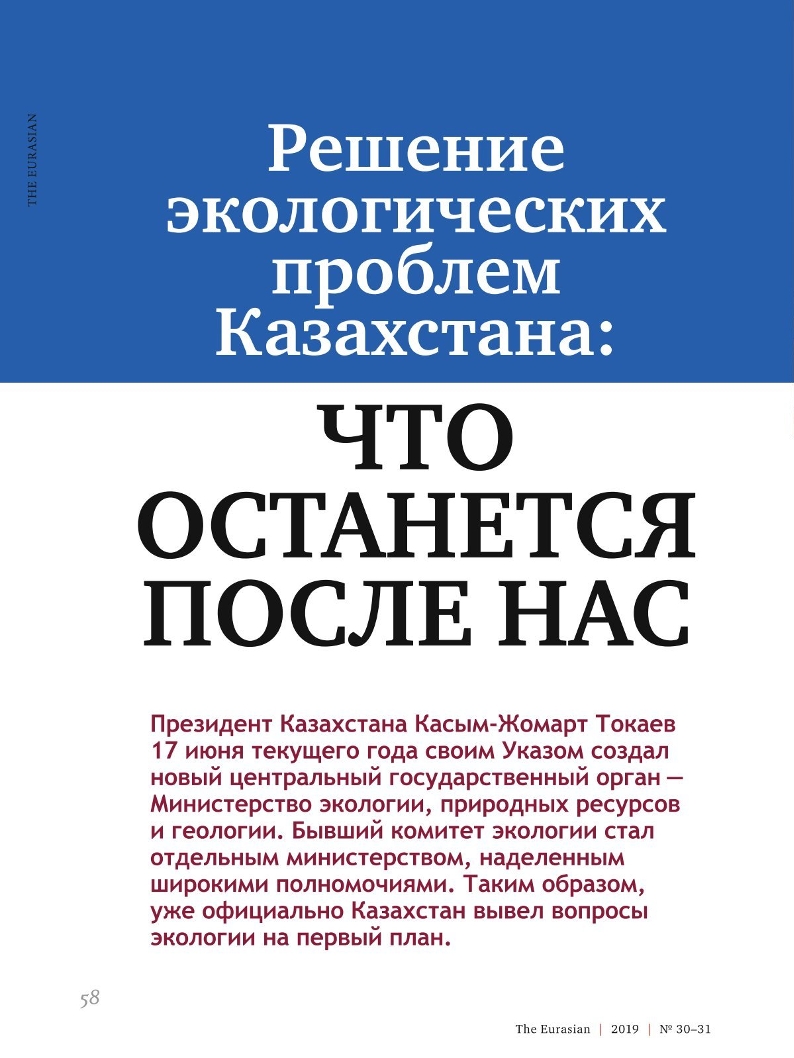 THE EURASIAN
Решение
экологических
проблем
Казахстана:
ЧТО
ОСТАНЕТСЯ
ПОСЛЕ НАС
Президент Казахстана Касым-Жомарт Токаев
17 июня текущего года своим Указом создал
новый центральный государственный орган —
Министерство экологии, природных ресурсов
и геологии. Бывший комитет экологии стал
отдельным министерством, наделенным
широкими полномочиями. Таким образом,
уже официально Казахстан вывел вопросы
экологии на первый план.
58
The Eurasian | 2019 | № 30–31